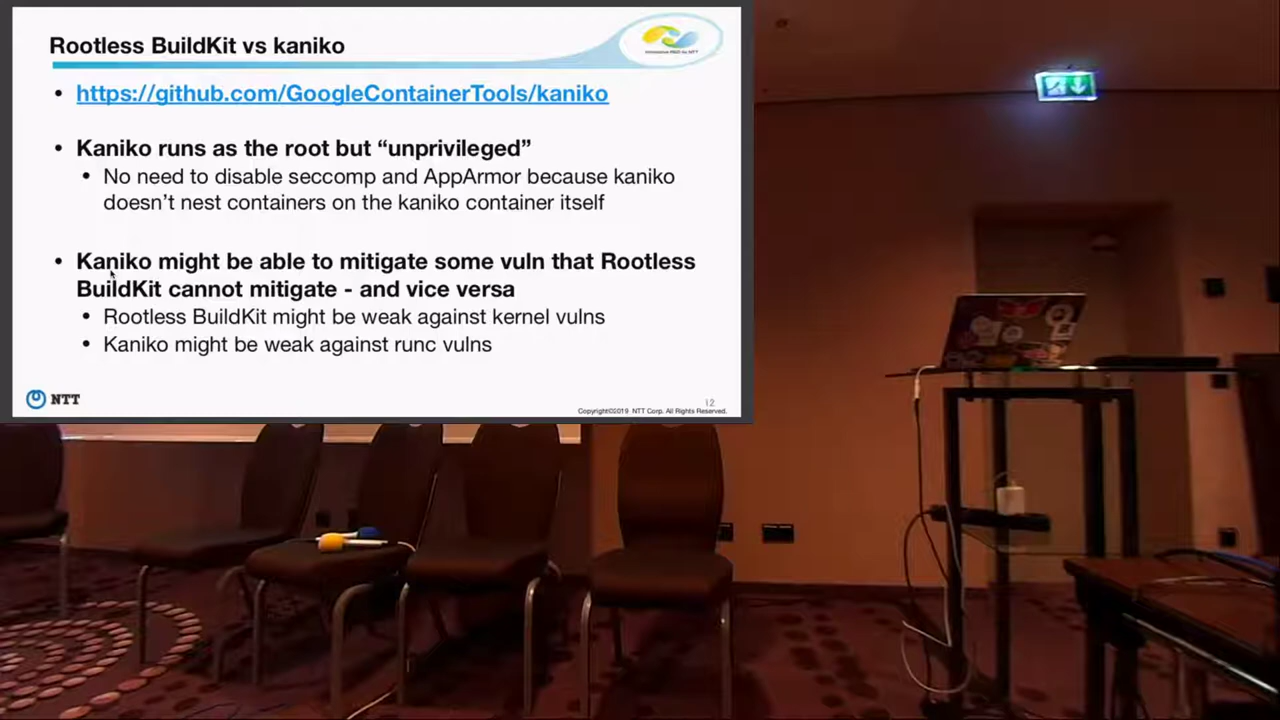 Rootless BuildKit vs kaniko
• https://github.com/GoogleContainerTools/kaniko
• Kaniko runs as the root but “unprivileged”
• No need to disable seccomp and AppArmor because kaniko
doesn’t nest containers on the kaniko container itself
• Kaniko might be able to mitigate some vuln that Rootless
BuildKit cannot mitigate - and vice versa
• Rootless BuildKit might be weak against kernel vulns
• Kaniko might be weak against runc vulns
NTT
12
Copyright©2019 NTT Corp. All Rights Reserved.